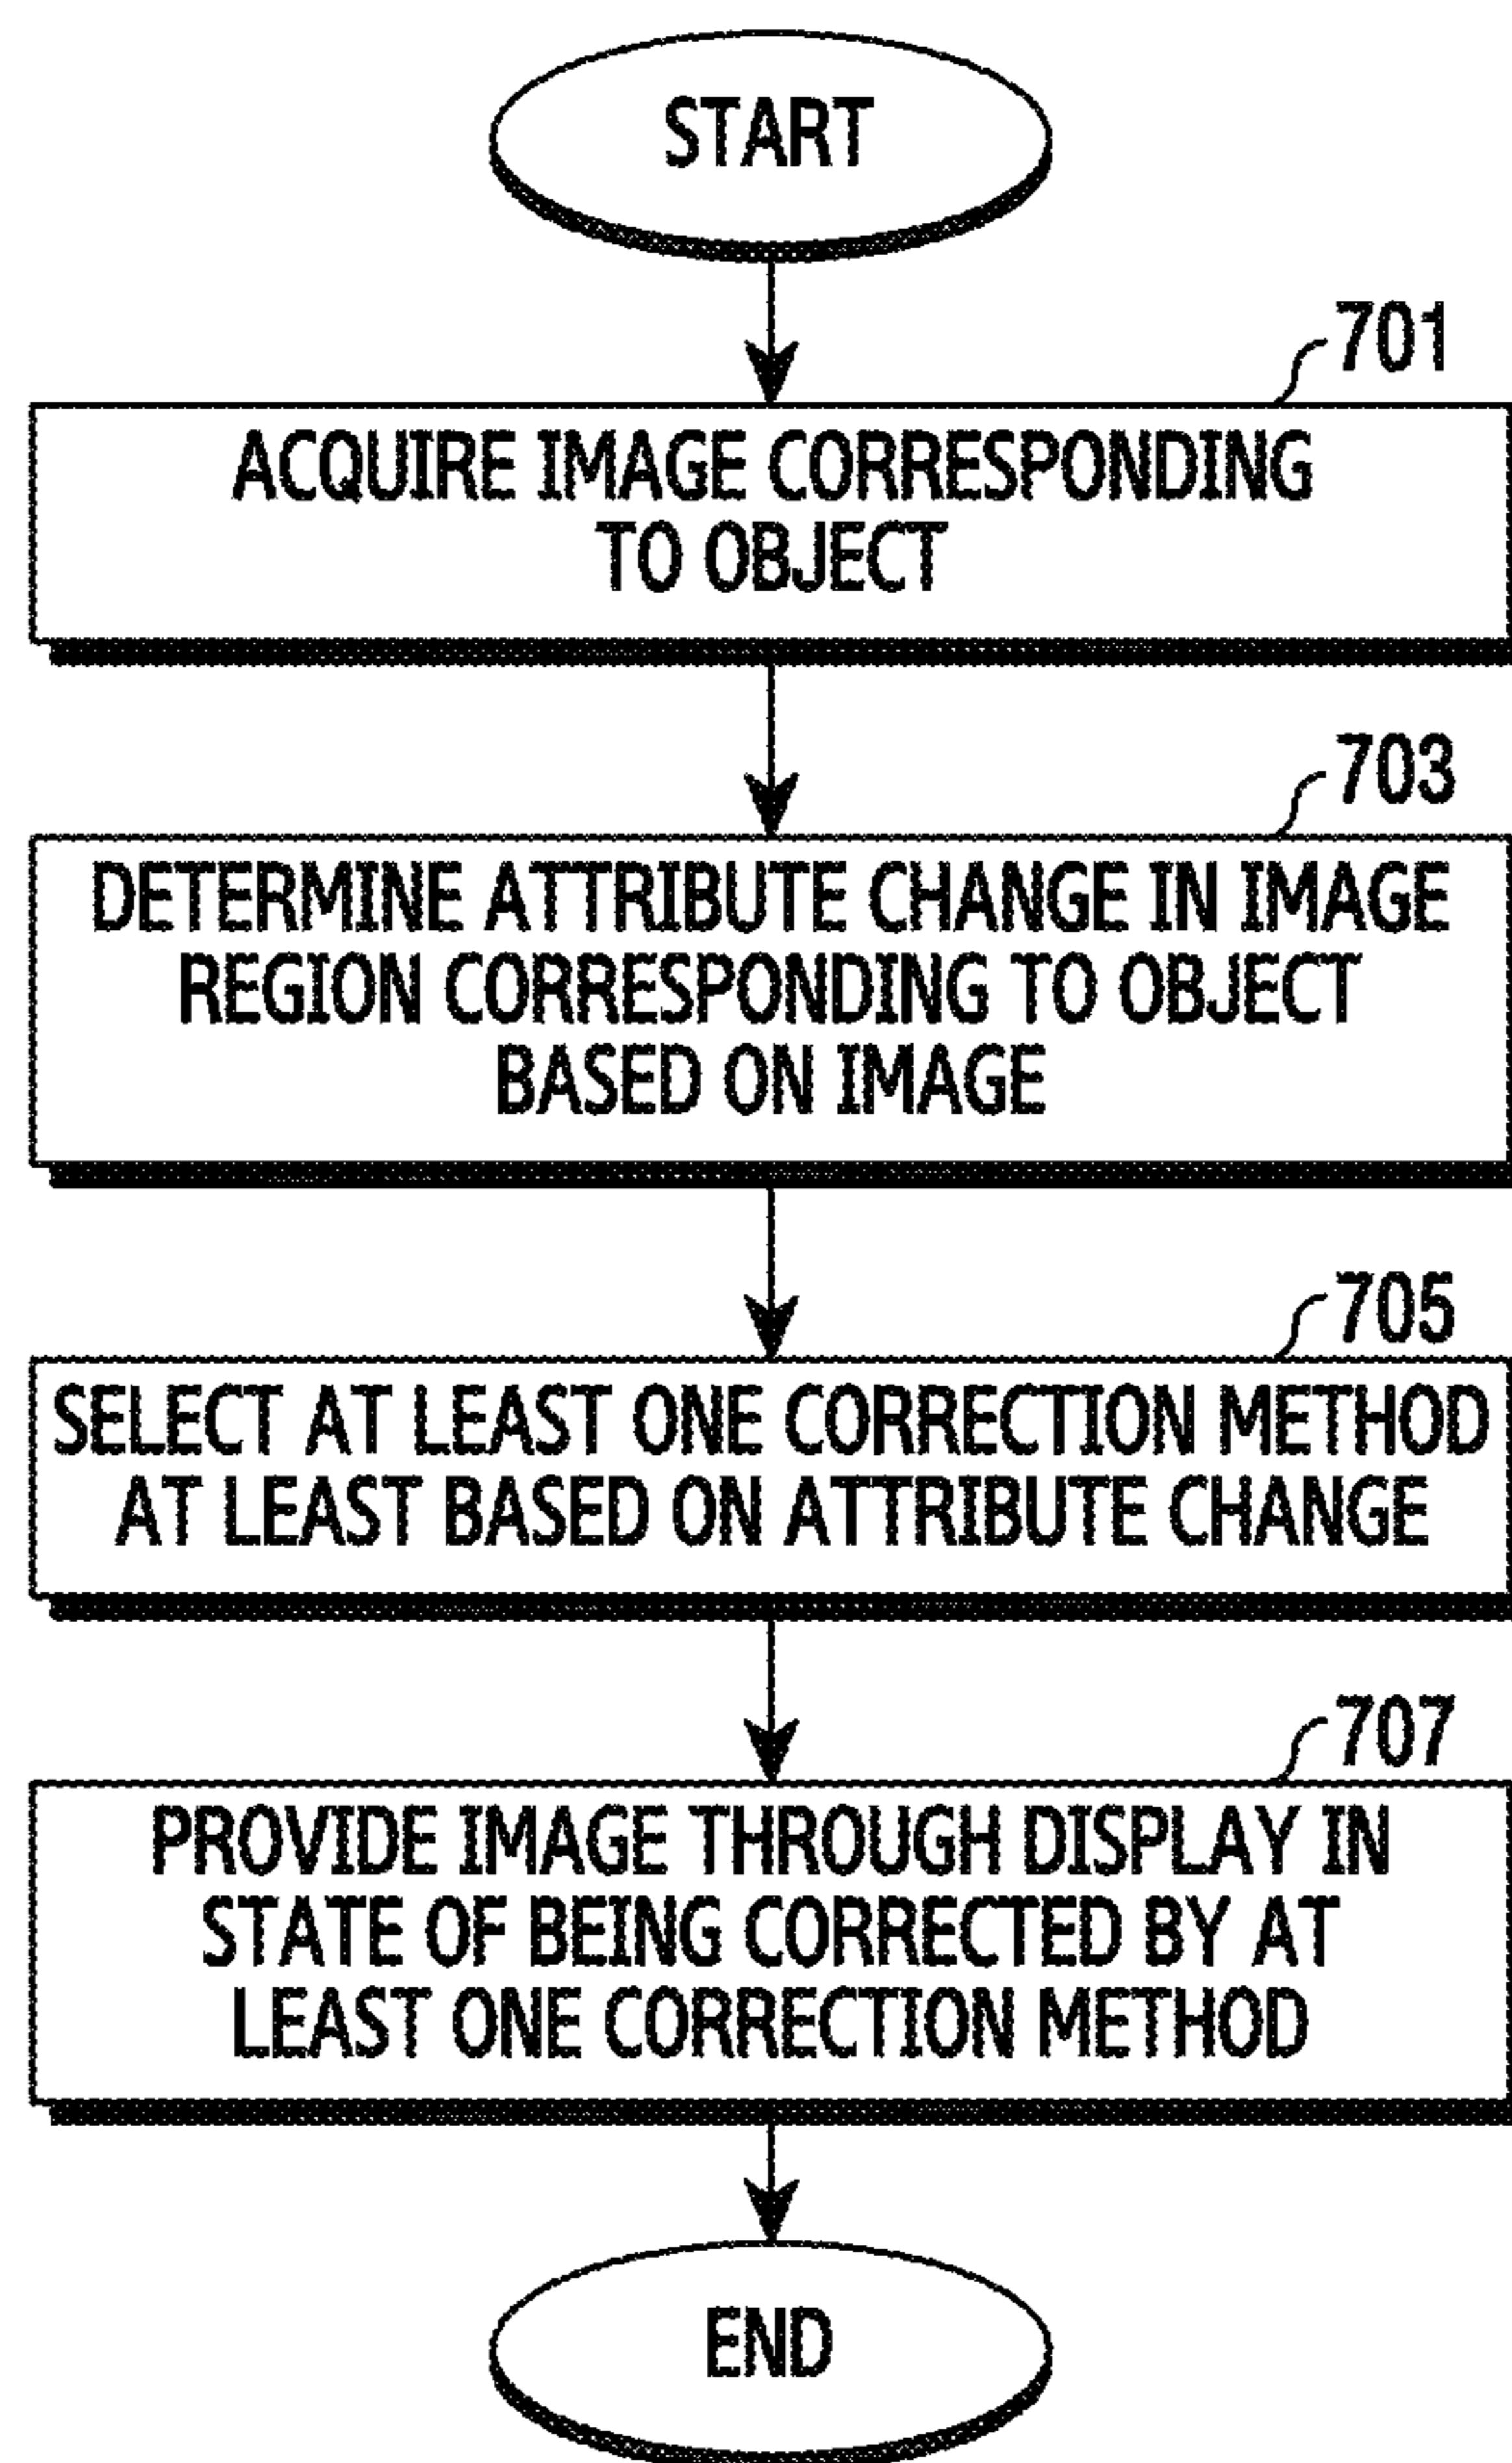 START
701
ACQUIRE IMAGE CORRESPONDING
TO OBJECT
703
DETERMINE ATTRIBUTE CHANGE IN IMAGE
REGION CORRESPONDING TO OBJECT
BASED ON IMAGE
705
SELECT AT LEAST ONE CORRECTION METHOD
AT LEAST BASED ON ATTRIBUTE CHANGE
707
PROVIDE IMAGE THROUGH DISPLAY IN
STATE OF BEING CORRECTED BY AT
LEAST ONE CORRECTION METHOD
END